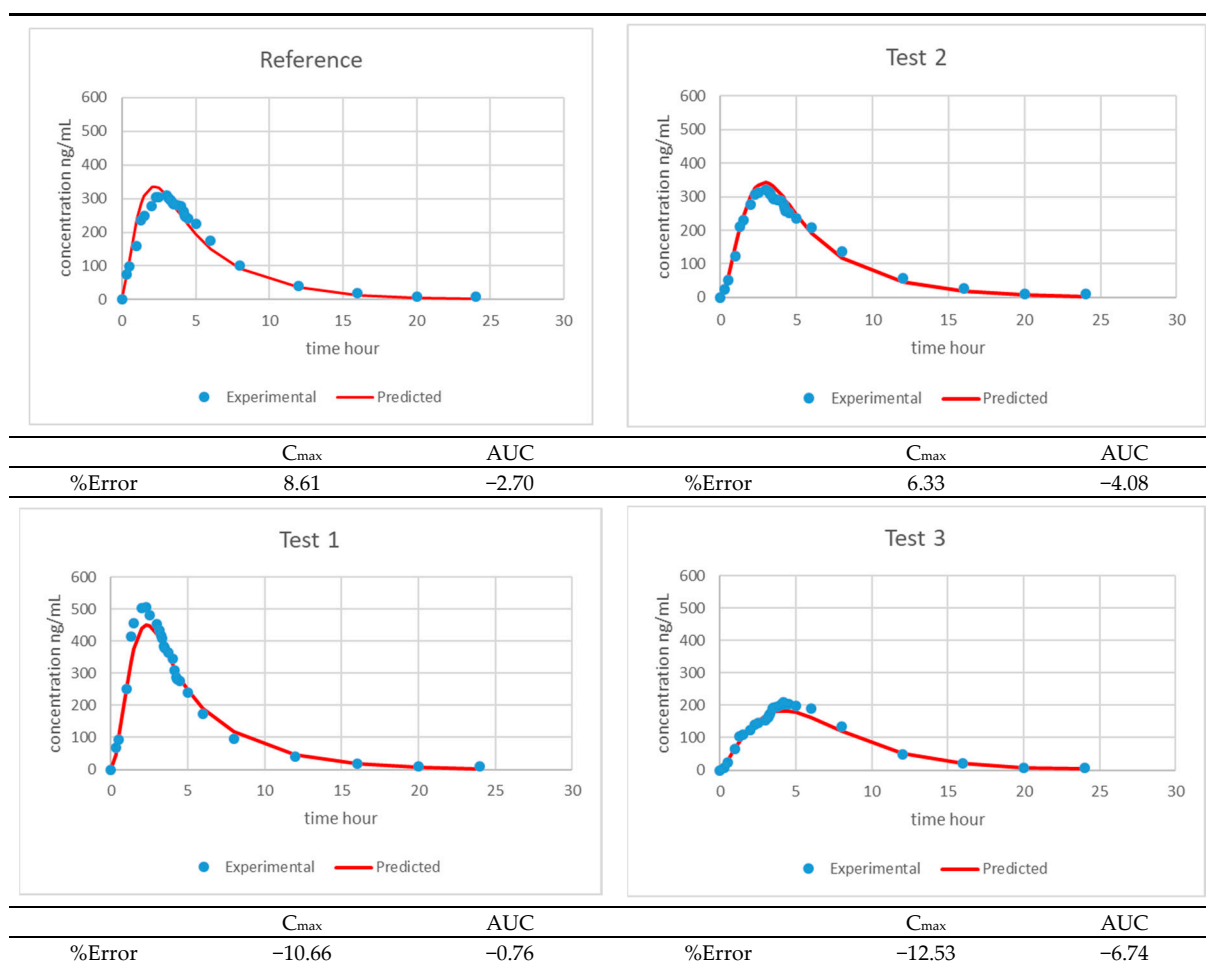 Reference
600
500
400
300
200
100
0
concentration ng/mL
0 5 10 15 20 25 30
time hour
Experimental Predicted
Test 2
600
500
400
300
200
100
0
concentration ng/mL
0 5 10 15 20 25 30
time hour
Experimental Predicted
Cmax AUC Cmax AUC
%Error 8.61 −2.70 %Error 6.33 −4.08
Test 1
600
500
400
300
200
100
0
concentration ng/mL
0 5 10 15 20 25 30
time hour
Experimental Predicted
Test 3
600
500
400
300
200
100
0
concentration ng/mL
0 5 10 15 20 25 30
time hour
Experimental Predicted
Cmax AUC Cmax AUC
%Error −10.66 −0.76 %Error −12.53 −6.74